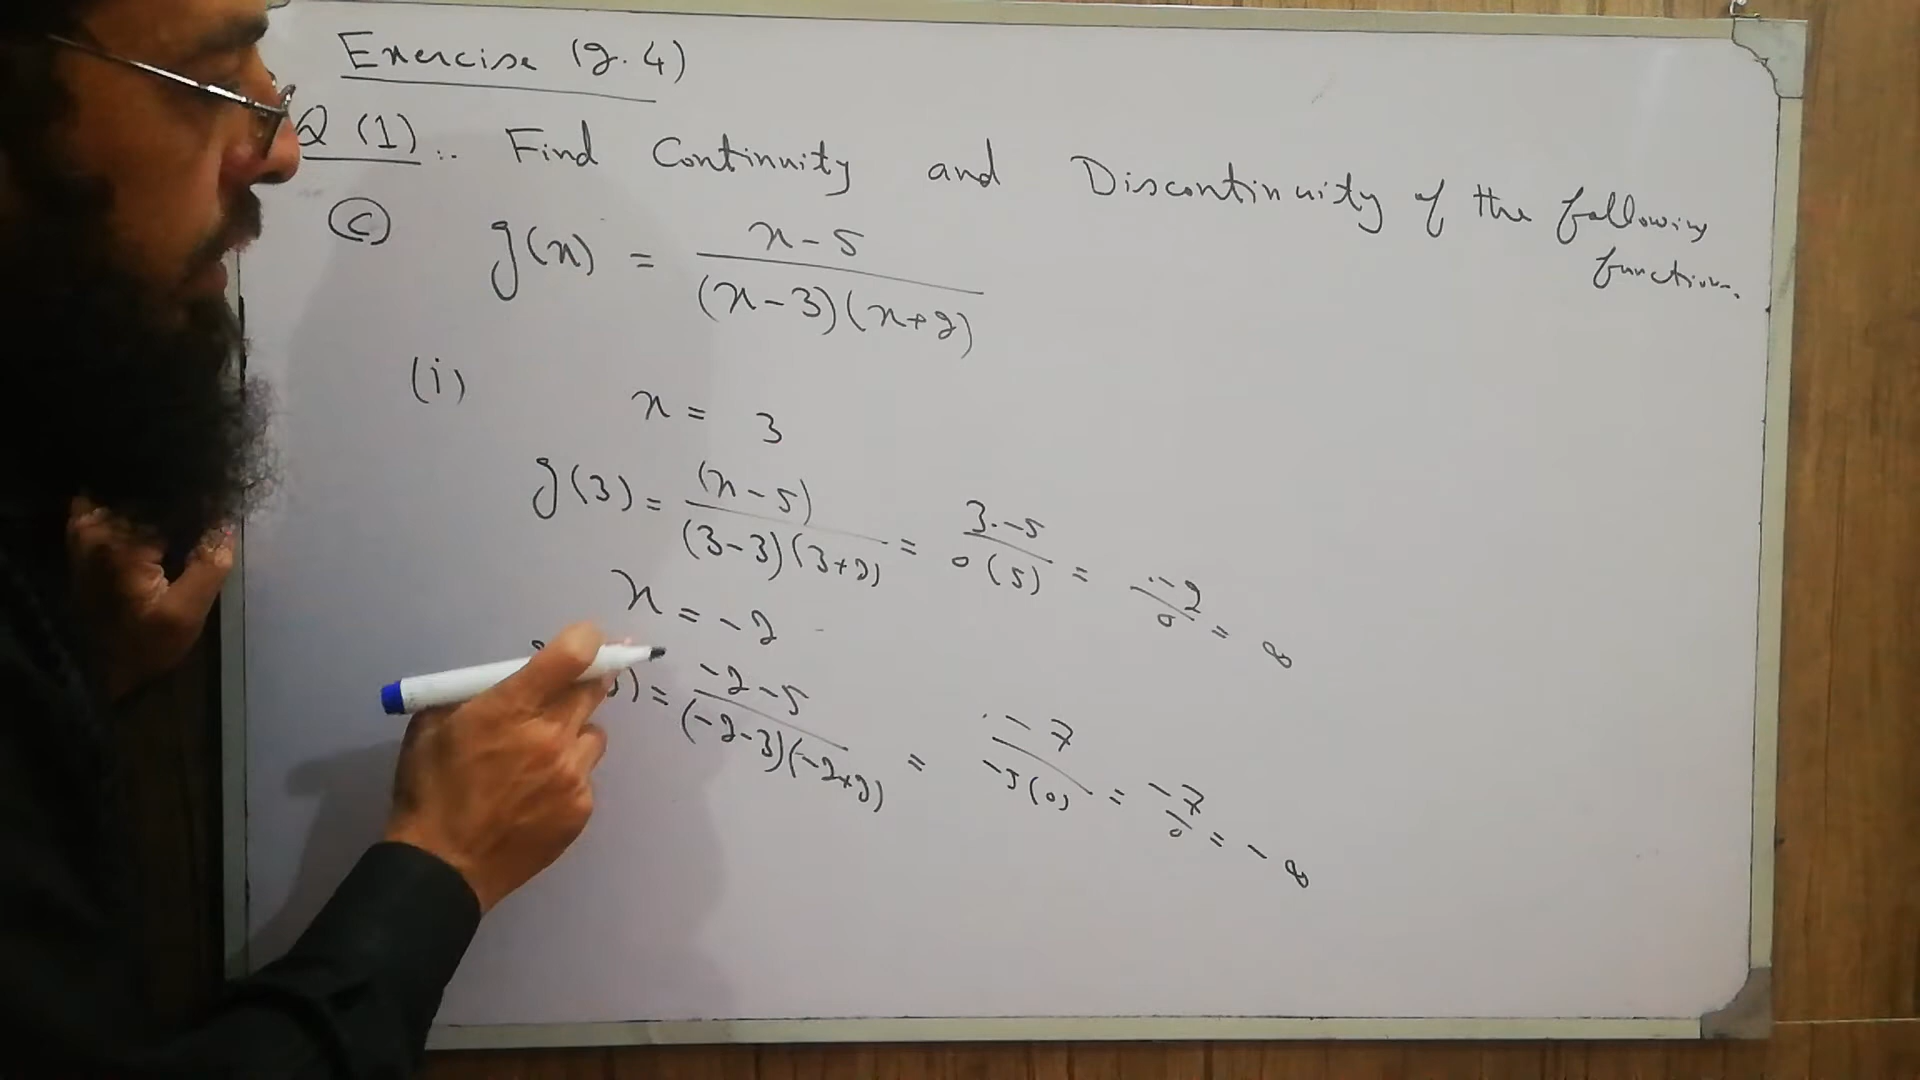 Exercise (2.4)
Q (1) :. Find Continuity and Discontinuity of the following function.
(c) g(x) = x-5 / (x-3)(x+2)
(i) x = 3
g(3) = (x-5) / (3-3)(3+2) = 3-5 / 0(5) = -2 / 0 = ∞
x = -2
) = -2-5 / (-2-3)(-2+2) = -7 / -5(0) = -7 / 0 = -∞